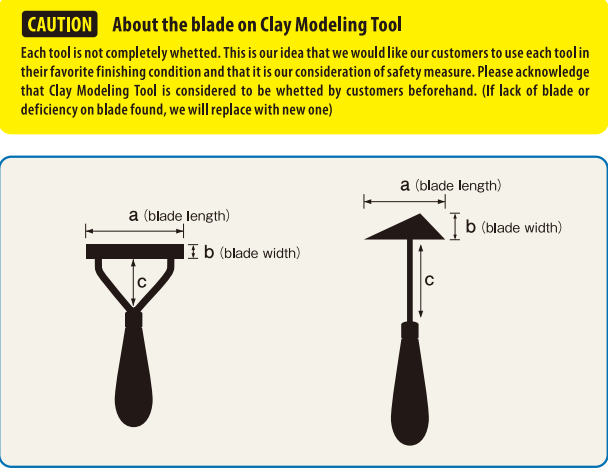 CAUTION About the blade on Clay Modeling Tool
Each tool is not completely whetted. This is our idea that we would like our customers to use each tool in
their favorite finishing condition and that it is our consideration of safety measure. Please acknowledge
that Clay Modeling Tool is considered to be whetted by customers beforehand. (If lack of blade or
deficiency on blade found, we will replace with new one)
a (blade length)
b (blade width)
c
a (blade length)
b (blade width)
c